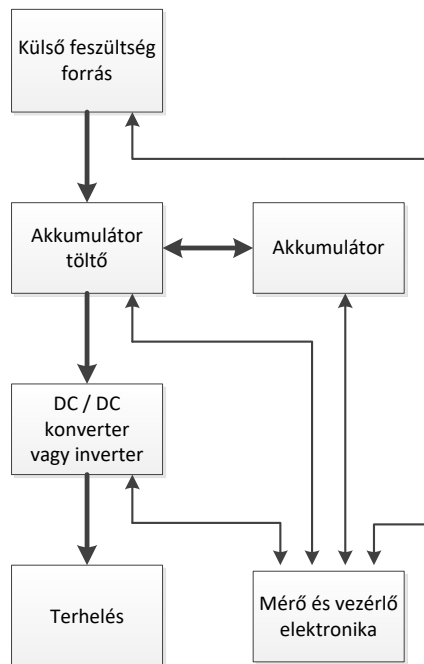 Külső feszültség
forrás
Akkumulátor
töltő
Akkumulátor
DC / DC
konverter
vagy inverter
Terhelés
Mérő és vezérlő
elektronika